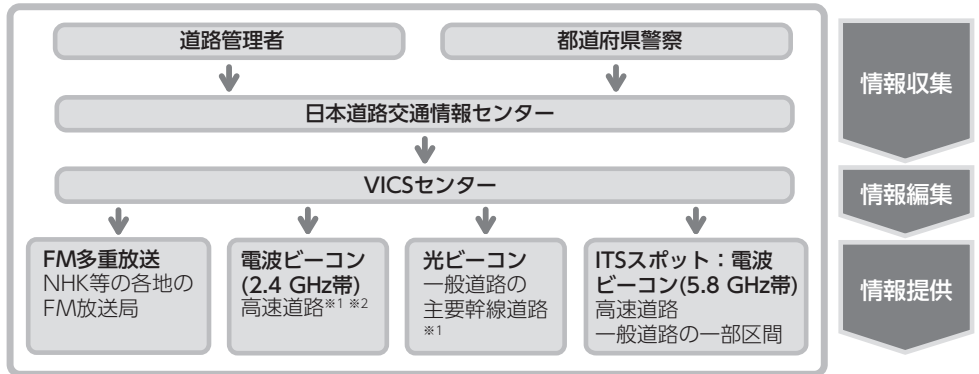 道路管理者
都道府県警察
日本道路交通情報センター
VICSセンター
FM多重放送
NHK等の各地の
FM放送局
電波ビーコン
(2.4 GHz帯)
高速道路※1 ※2
光ビーコン
一般道路の
主要幹線道路
※1
ITSスポット：電波
ビーコン(5.8 GHz帯)
高速道路
一般道路の一部区間
情報収集
情報編集
情報提供